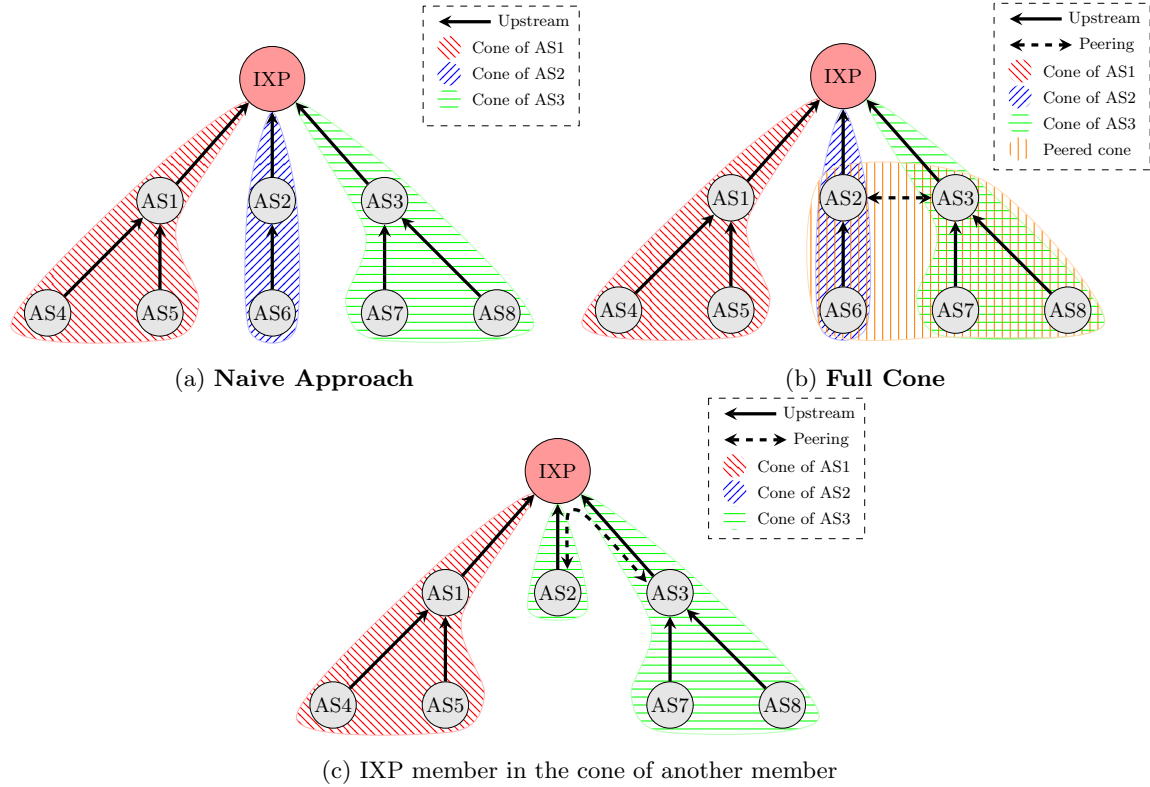 Upstream
Cone of AS1
Cone of AS2
Cone of AS3
IXP
AS1
AS2
AS3
AS4
AS5
AS6
AS7
AS8
(a) Naive Approach
Upstream
Peering
Cone of AS1
Cone of AS2
Cone of AS3
Peered cone
IXP
AS1
AS2
AS3
AS4
AS5
AS6
AS7
AS8
(b) Full Cone
Upstream
Peering
Cone of AS1
Cone of AS2
Cone of AS3
IXP
AS1
AS2
AS3
AS4
AS5
AS7
AS8
(c) IXP member in the cone of another member